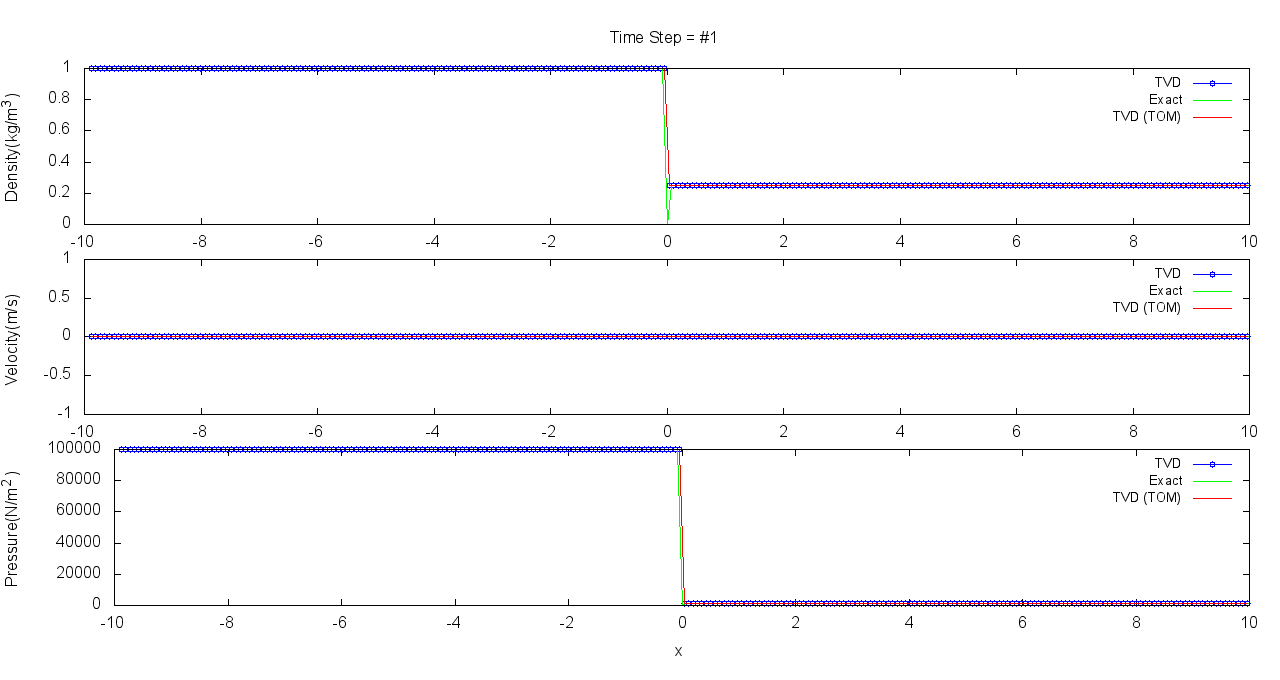 Time Step = #1
1
0.8
0.6
0.4
0.2
0
Density(kg/m3)
TVD
Exact
TVD (TOM)
-10 -8 -6 -4 -2 0 2 4 6 8 10
1
0.5
0
-0.5
-1
Velocity(m/s)
TVD
Exact
TVD (TOM)
-10 -8 -6 -4 -2 0 2 4 6 8 10
100000
80000
60000
40000
20000
0
Pressure(N/m2)
TVD
Exact
TVD (TOM)
-10 -8 -6 -4 -2 0 2 4 6 8 10
x